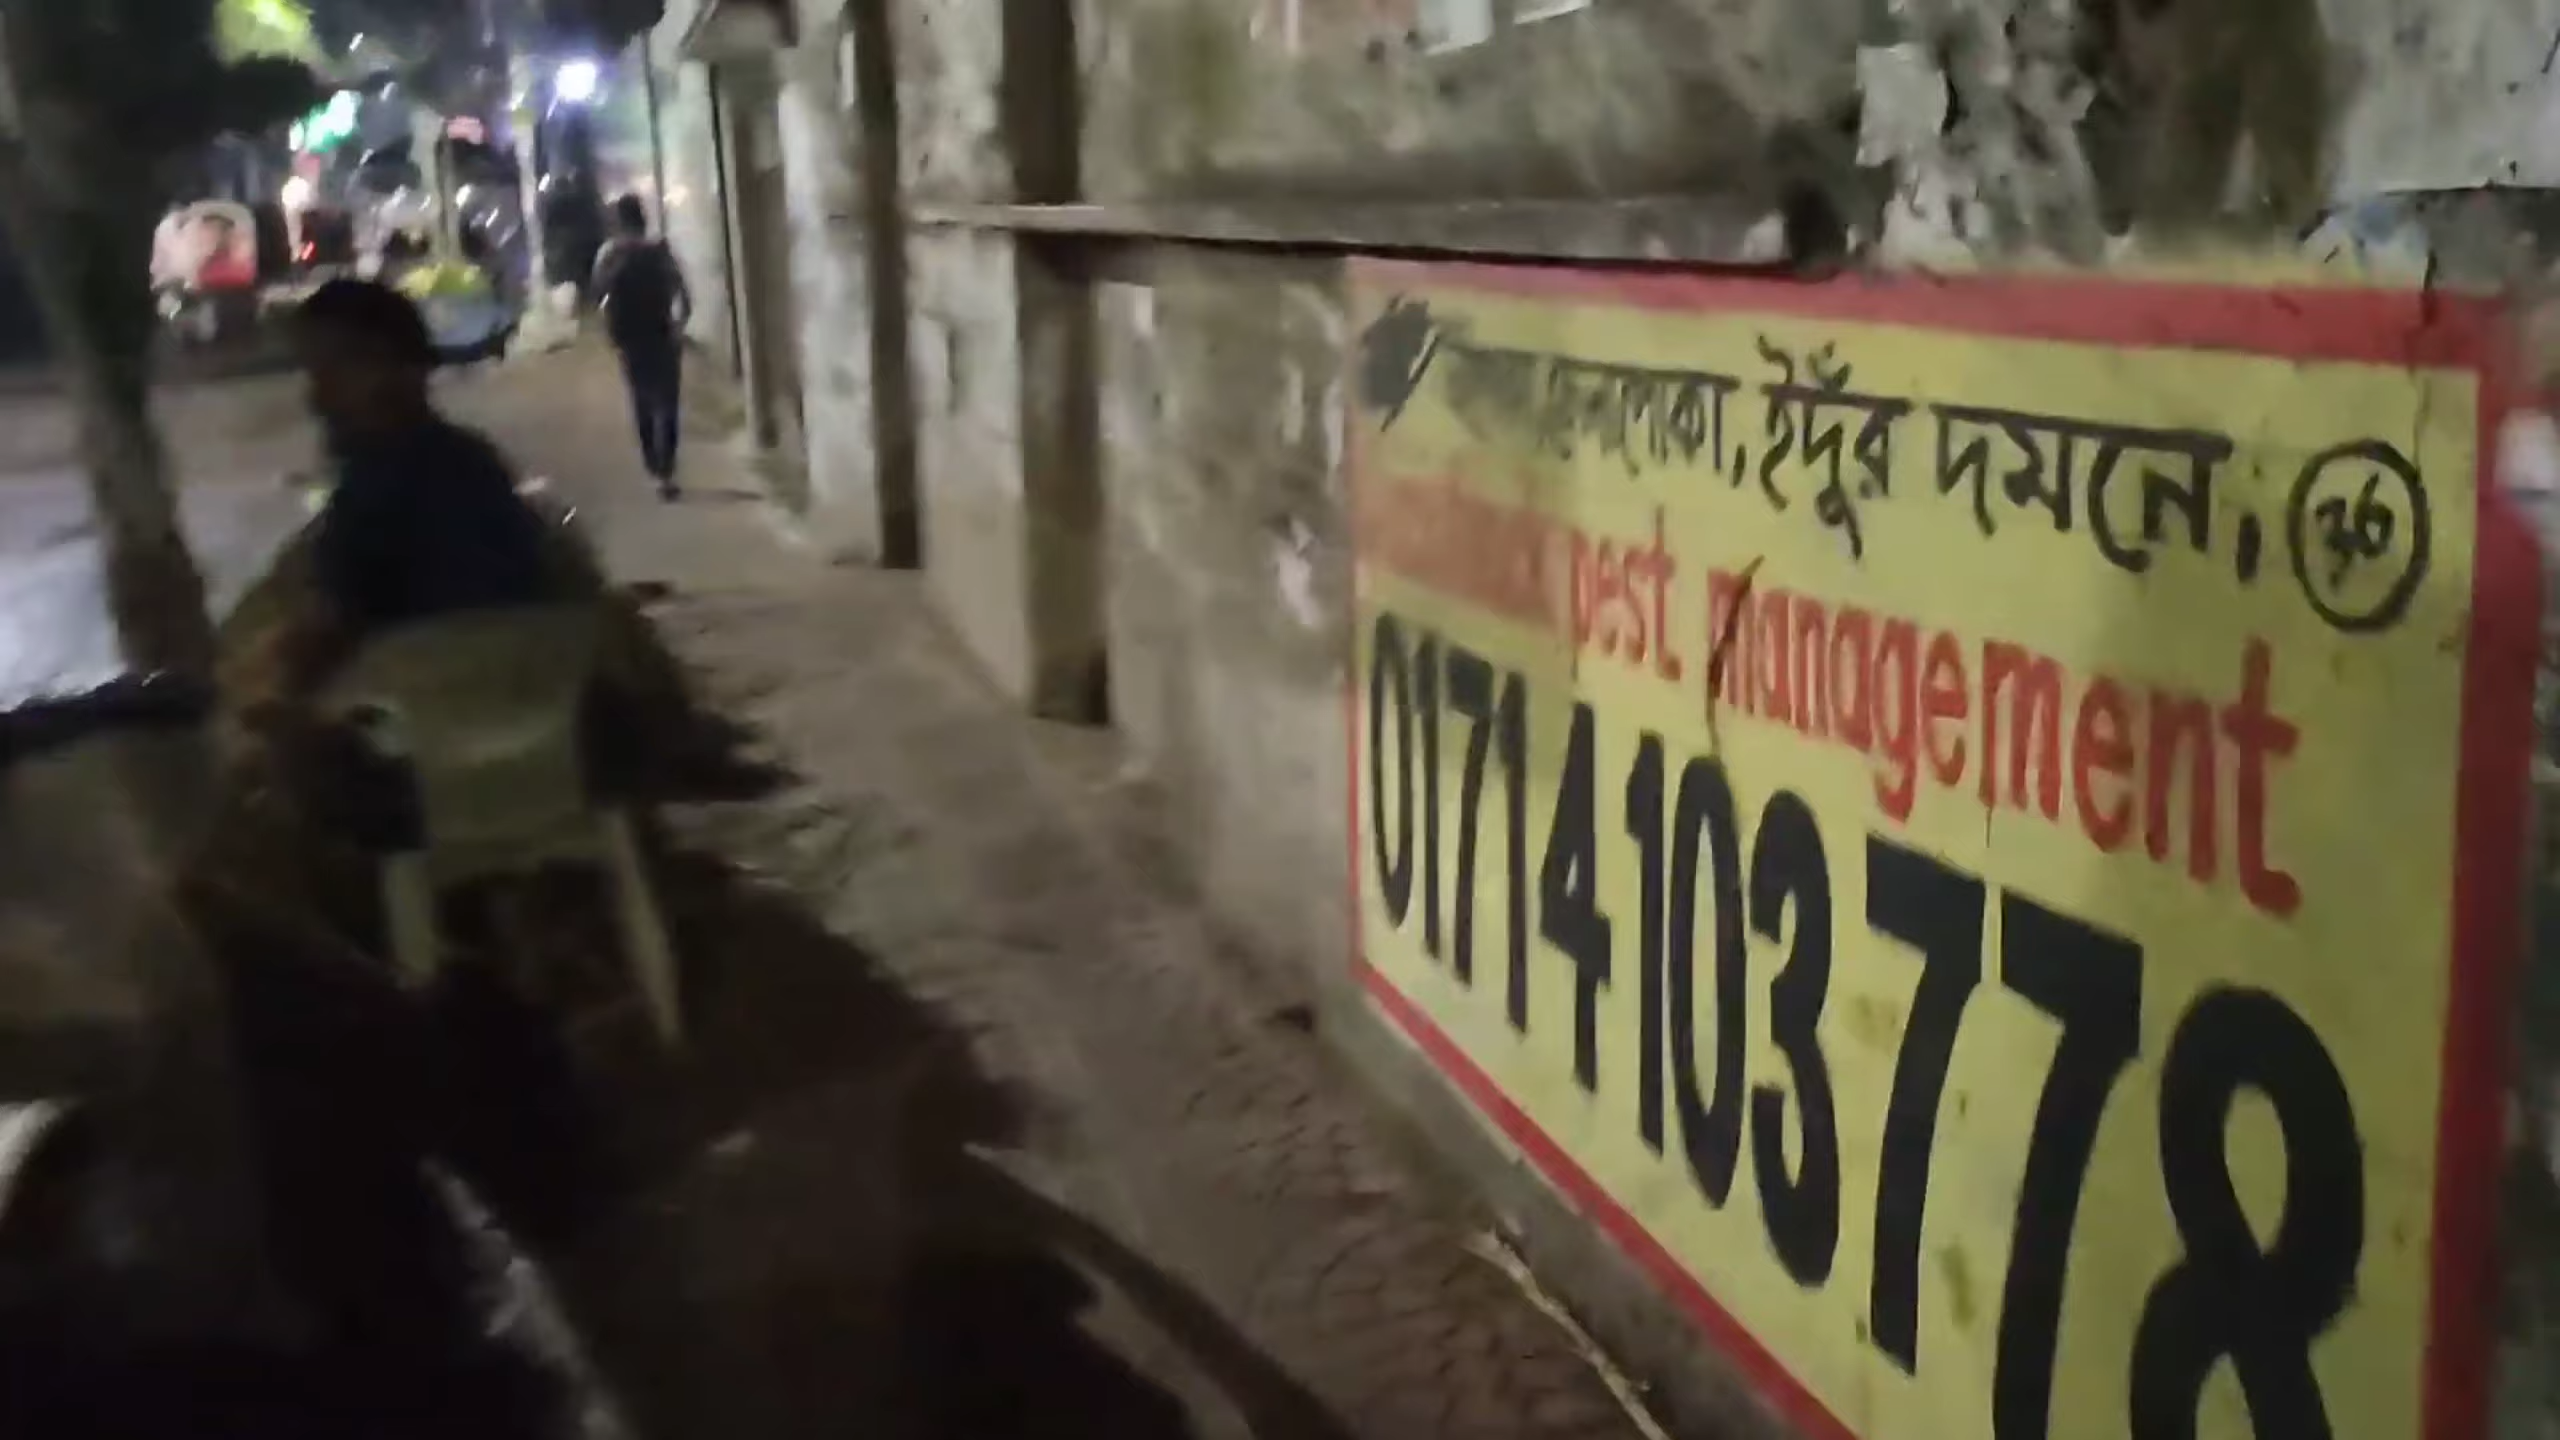 তেলাপোকা, ইঁদুর দমনে, ৩৬
pest management
01714103778